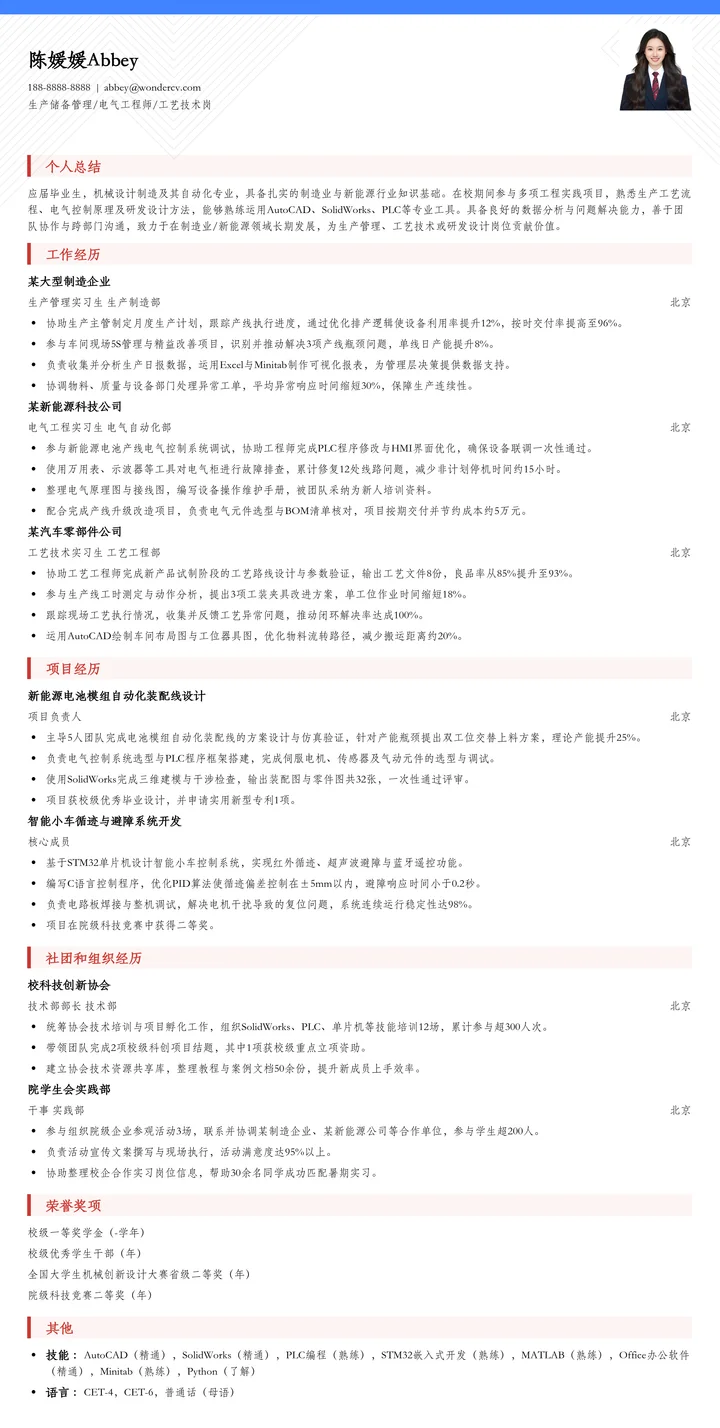 陈媛媛Abbey
188-8888-8888 | abbey@wondercv.com
生产储备管理/电气工程师/工艺技术岗
个人总结
应届毕业生，机械设计制造及其自动化专业，具备扎实的制造业与新能源行业知识基础。在校期间参与多项工程实践项目，熟悉生产工艺流
程、电气控制原理及研发设计方法，能够熟练运用AutoCAD、SolidWorks、PLC等专业工具。具备良好的数据分析与问题解决能力，善于团
队协作与跨部门沟通，致力于在制造业/新能源领域长期发展，为生产管理、工艺技术或研发设计岗位贡献价值。
工作经历
某大型制造企业
生产管理实习生 生产制造部 北京
• 协助生产主管制定月度生产计划，跟踪产线执行进度，通过优化排产逻辑使设备利用率提升12%，按时交付率提高至96%。
• 参与车间现场5S管理与精益改善项目，识别并推动解决3项产线瓶颈问题，单线日产能提升8%。
• 负责收集并分析生产日报数据，运用Excel与Minitab制作可视化报表，为管理层决策提供数据支持。
• 协调物料、质量与设备部门处理异常工单，平均异常响应时间缩短30%，保障生产连续性。
某新能源科技公司
电气工程实习生 电气自动化部 北京
• 参与新能源电池产线电气控制系统调试，协助工程师完成PLC程序修改与HMI界面优化，确保设备联调一次性通过。
• 使用万用表、示波器等工具对电气柜进行故障排查，累计修复12处线路问题，减少非计划停机时间约15小时。
• 整理电气原理图与接线图，编写设备操作维护手册，被团队采纳为新人培训资料。
• 配合完成产线升级改造项目，负责电气元件选型与BOM清单核对，项目按期交付并节约成本约5万元。
某汽车零部件公司
工艺技术实习生 工艺工程部 北京
• 协助工艺工程师完成新产品试制阶段的工艺路线设计与参数验证，输出工艺文件8份，良品率从85%提升至93%。
• 参与生产线工时测定与动作分析，提出3项工装夹具改进方案，单工位作业时间缩短18%。
• 跟踪现场工艺执行情况，收集并反馈工艺异常问题，推动闭环解决率达成100%。
• 运用AutoCAD绘制车间布局图与工位器具图，优化物料流转路径，减少搬运距离约20%。
项目经历
新能源电池模组自动化装配线设计
项目负责人 北京
• 主导5人团队完成电池模组自动化装配线的方案设计与仿真验证，针对产能瓶颈提出双工位交替上料方案，理论产能提升25%。
• 负责电气控制系统选型与PLC程序框架搭建，完成伺服电机、传感器及气动元件的选型与调试。
• 使用SolidWorks完成三维建模与干涉检查，输出装配图与零件图共32张，一次性通过评审。
• 项目获校级优秀毕业设计，并申请实用新型专利1项。
智能小车循迹与避障系统开发
核心成员 北京
• 基于STM32单片机设计智能小车控制系统，实现红外循迹、超声波避障与蓝牙遥控功能。
• 编写C语言控制程序，优化PID算法使循迹偏差控制在±5mm以内，避障响应时间小于0.2秒。
• 负责电路板焊接与整机调试，解决电机干扰导致的复位问题，系统连续运行稳定性达98%。
• 项目在院级科技竞赛中获得二等奖。
社团和组织经历
校科技创新协会
技术部部长 技术部 北京
• 统筹协会技术培训与项目孵化工作，组织SolidWorks、PLC、单片机等技能培训12场，累计参与超300人次。
• 带领团队完成2项校级科创项目结题，其中1项获校级重点立项资助。
• 建立协会技术资源共享库，整理教程与案例文档50余份，提升新成员上手效率。
院学生会实践部
干事 实践部 北京
• 参与组织院级企业参观活动3场，联系并协调某制造企业、某新能源公司等合作单位，参与学生超200人。
• 负责活动宣传文案撰写与现场执行，活动满意度达95%以上。
• 协助整理校企合作实习岗位信息，帮助30余名同学成功匹配暑期实习。
荣誉奖项
校级一等奖学金（-学年）
校级优秀学生干部（年）
全国大学生机械创新设计大赛省级二等奖（年）
院级科技竞赛二等奖（年）
其他
• 技能： AutoCAD（精通），SolidWorks（精通），PLC编程（熟练），STM32嵌入式开发（熟练），MATLAB（熟练），Office办公软件
（精通），Minitab（熟练），Python（了解）
• 语言： CET-4，CET-6，普通话（母语）